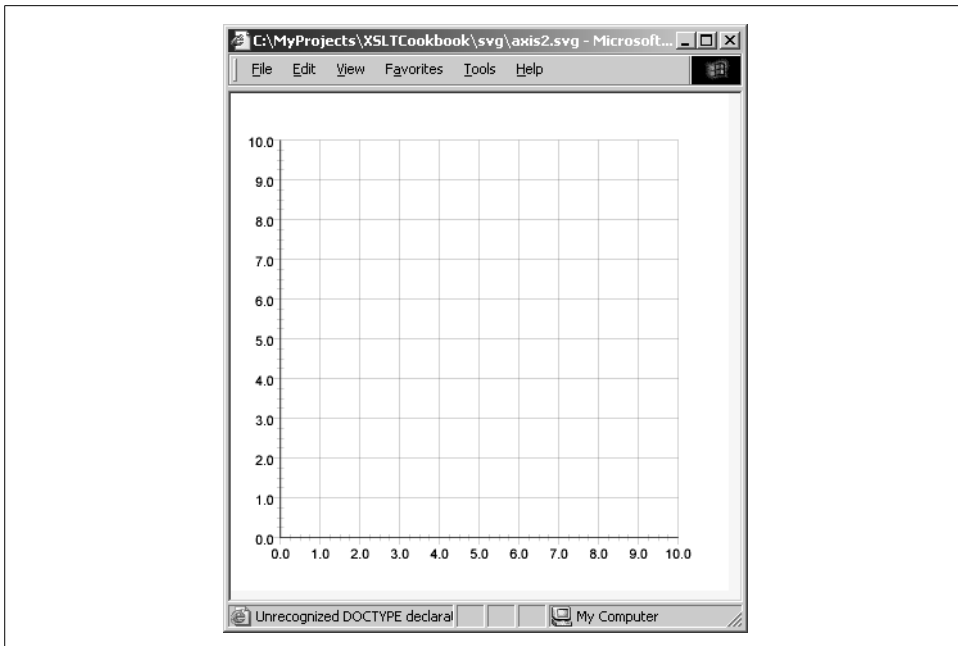 C:\MyProjects\XSLTCookbook\svg\axis2.svg - Microsoft...
File Edit View Favorites Tools Help
10.0
9.0
8.0
7.0
6.0
5.0
4.0
3.0
2.0
1.0
0.0
0.0 1.0 2.0 3.0 4.0 5.0 6.0 7.0 8.0 9.0 10.0
Unrecognized DOCTYPE declarat My Computer